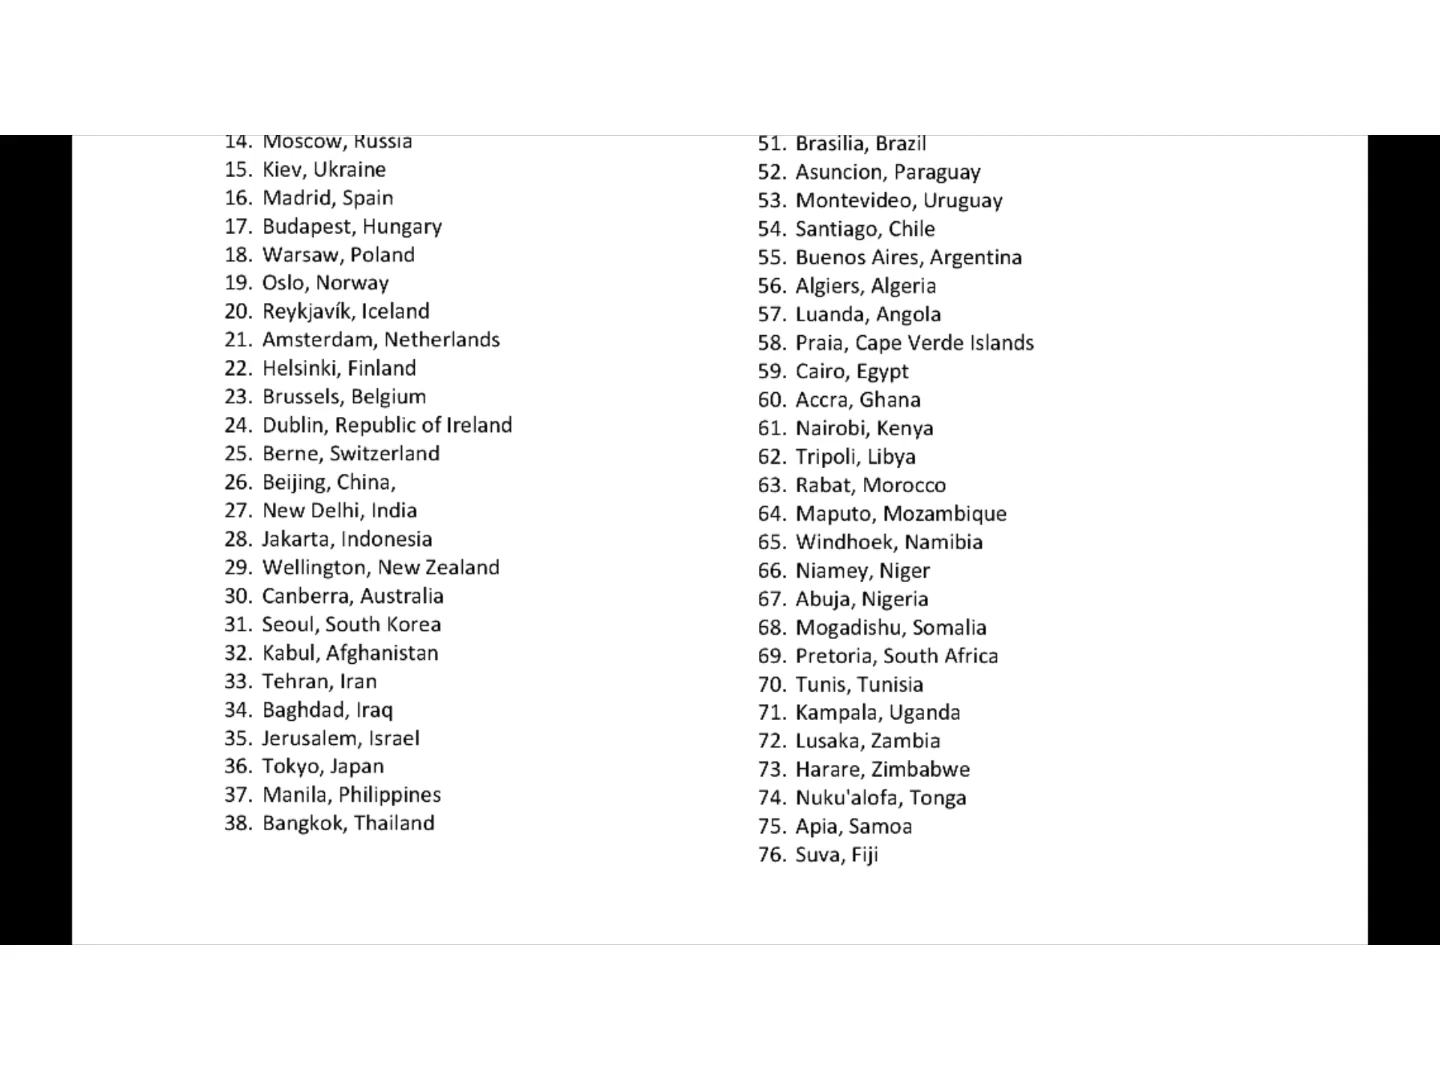 14. Moscow, Russia
15. Kiev, Ukraine
16. Madrid, Spain
17. Budapest, Hungary
18. Warsaw, Poland
19. Oslo, Norway
20. Reykjavík, Iceland
21. Amsterdam, Netherlands
22. Helsinki, Finland
23. Brussels, Belgium
24. Dublin, Republic of Ireland
25. Berne, Switzerland
26. Beijing, China,
27. New Delhi, India
28. Jakarta, Indonesia
29. Wellington, New Zealand
30. Canberra, Australia
31. Seoul, South Korea
32. Kabul, Afghanistan
33. Tehran, Iran
34. Baghdad, Iraq
35. Jerusalem, Israel
36. Tokyo, Japan
37. Manila, Philippines
38. Bangkok, Thailand
51. Brasilia, Brazil
52. Asuncion, Paraguay
53. Montevideo, Uruguay
54. Santiago, Chile
55. Buenos Aires, Argentina
56. Algiers, Algeria
57. Luanda, Angola
58. Praia, Cape Verde Islands
59. Cairo, Egypt
60. Accra, Ghana
61. Nairobi, Kenya
62. Tripoli, Libya
63. Rabat, Morocco
64. Maputo, Mozambique
65. Windhoek, Namibia
66. Niamey, Niger
67. Abuja, Nigeria
68. Mogadishu, Somalia
69. Pretoria, South Africa
70. Tunis, Tunisia
71. Kampala, Uganda
72. Lusaka, Zambia
73. Harare, Zimbabwe
74. Nuku'alofa, Tonga
75. Apia, Samoa
76. Suva, Fiji